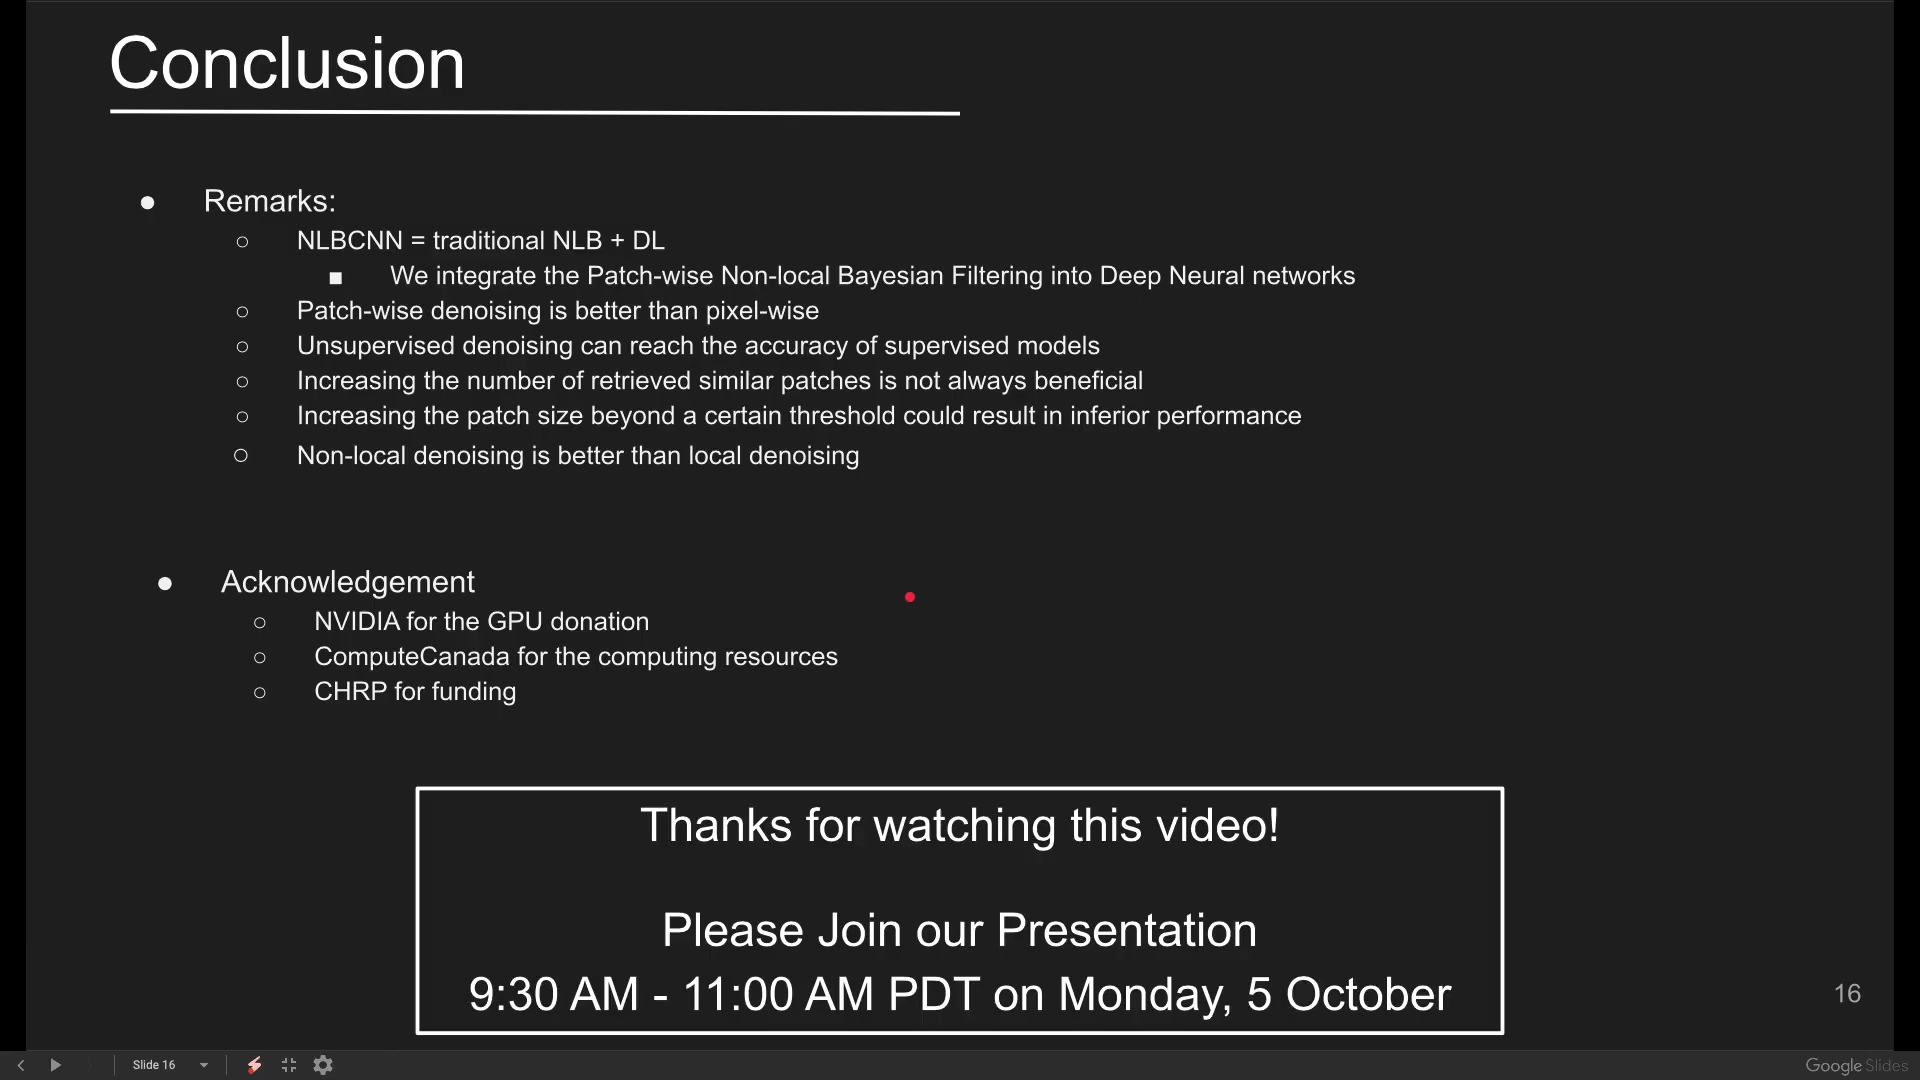 Conclusion
● Remarks:
○ NLBCNN = traditional NLB + DL
■ We integrate the Patch-wise Non-local Bayesian Filtering into Deep Neural networks
○ Patch-wise denoising is better than pixel-wise
○ Unsupervised denoising can reach the accuracy of supervised models
○ Increasing the number of retrieved similar patches is not always beneficial
○ Increasing the patch size beyond a certain threshold could result in inferior performance
○ Non-local denoising is better than local denoising
● Acknowledgement
○ NVIDIA for the GPU donation
○ ComputeCanada for the computing resources
○ CHRP for funding
Thanks for watching this video!
Please Join our Presentation
9:30 AM - 11:00 AM PDT on Monday, 5 October
16
Slide 16
Google Slides